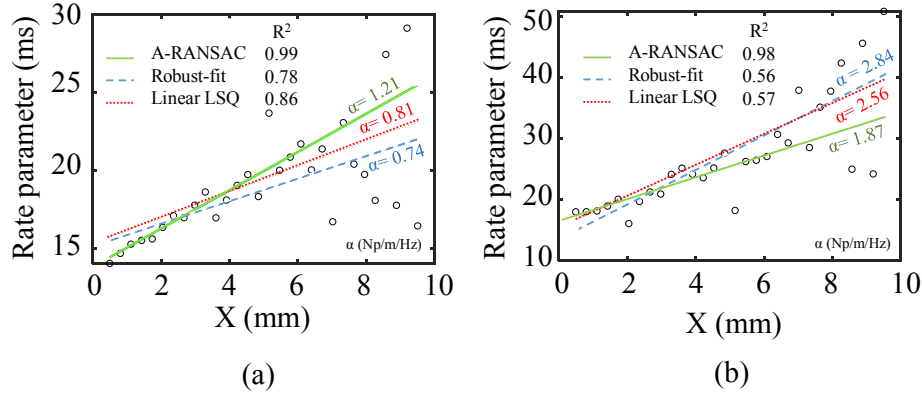 R²
A-RANSAC 0.99
Robust-fit 0.78
Linear LSQ 0.86
α= 1.21
α= 0.81
α= 0.74
α (Np/m/Hz)
Rate parameter (ms)
30
25
20
15
0 2 4 6 8 10
X (mm)
(a)
R²
A-RANSAC 0.98
Robust-fit 0.56
Linear LSQ 0.57
α= 2.84
α= 2.56
α= 1.87
α (Np/m/Hz)
Rate parameter (ms)
50
40
30
20
10
0 2 4 6 8 10
X (mm)
(b)